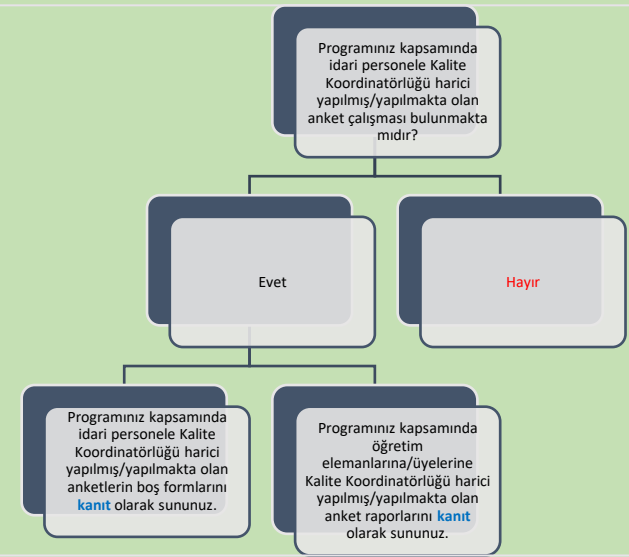 Programınız kapsamında
idari personele Kalite
Koordinatörlüğü harici
yapılmış/yapılmakta olan
anket çalışması bulunmakta
mıdır?
Evet
Hayır
Programınız kapsamında
idari personele Kalite
Koordinatörlüğü harici
yapılmış/yapılmakta olan
anketlerin boş formlarını
kanıt olarak sununuz.
Programınız kapsamında
öğretim
elemanlarına/üyelerine
Kalite Koordinatörlüğü harici
yapılmış/yapılmakta olan
anket raporlarını kanıt
olarak sununuz.